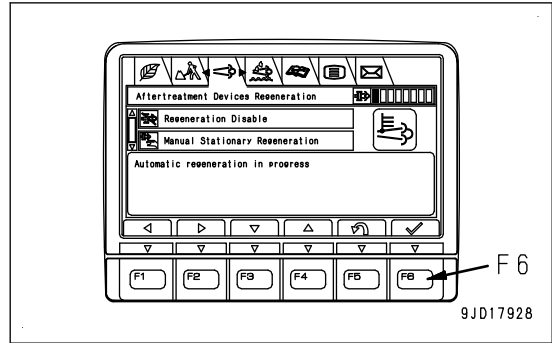 Aftertreatment Devices Regeneration
Regeneration Disable
Manual Stationary Regeneration
Automatic regeneration in progress
F1 F2 F3 F4 F5 F6
F6
9JD17928